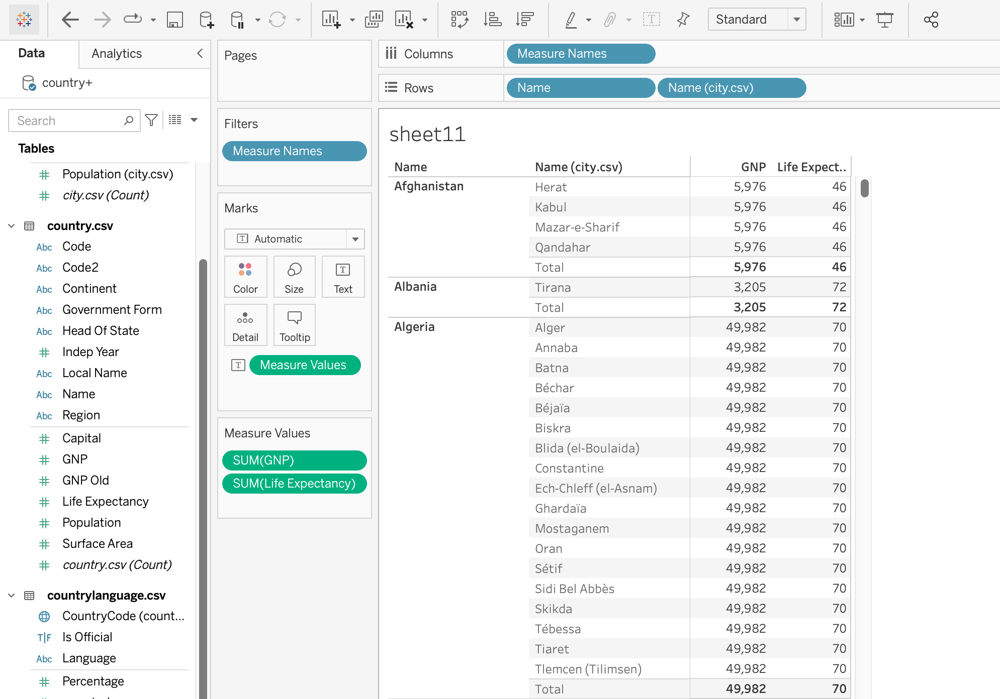 Standard
Data
Analytics
country+
Search
Tables
Population (city.csv)
city.csv (Count)
country.csv
Abc Code
Abc Code2
Abc Continent
Abc Government Form
Abc Head Of State
Indep Year
Abc Local Name
Abc Name
Abc Region
Capital
GNP
GNP Old
Life Expectancy
Population
Surface Area
country.csv (Count)
countrylanguage.csv
CountryCode (count...
T|F Is Official
Abc Language
Percentage
Pages
Filters
Measure Names
Marks
T Automatic
Color
Size
T Text
Detail
Tooltip
T Measure Values
Measure Values
SUM(GNP)
SUM(Life Expectancy)
Columns Measure Names
Rows Name Name (city.csv)
sheet11
Name Name (city.csv) GNP Life Expect..
Afghanistan Herat 5,976 46
Kabul 5,976 46
Mazar-e-Sharif 5,976 46
Qandahar 5,976 46
Total 5,976 46
Albania Tirana 3,205 72
Total 3,205 72
Algeria Alger 49,982 70
Annaba 49,982 70
Batna 49,982 70
Béchar 49,982 70
Béjaïa 49,982 70
Biskra 49,982 70
Blida (el-Boulaida) 49,982 70
Constantine 49,982 70
Ech-Chleff (el-Asnam) 49,982 70
Ghardaïa 49,982 70
Mostaganem 49,982 70
Oran 49,982 70
Sétif 49,982 70
Sidi Bel Abbès 49,982 70
Skikda 49,982 70
Tébessa 49,982 70
Tiaret 49,982 70
Tlemcen (Tilimsen) 49,982 70
Total 49,982 70